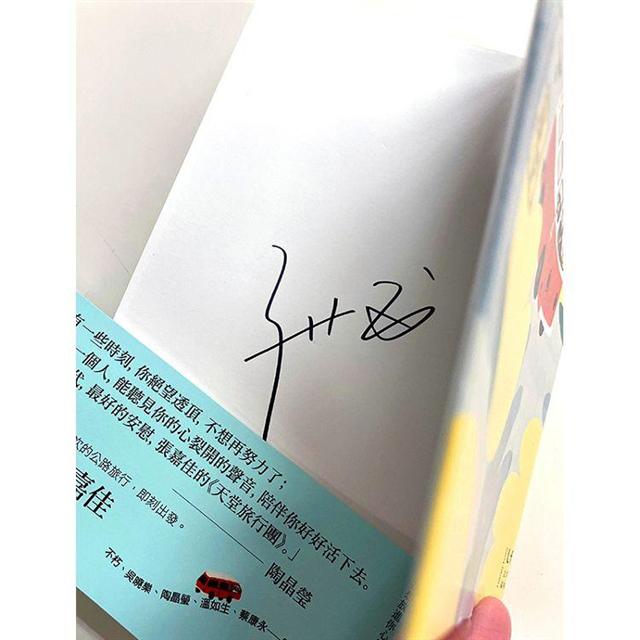 有一些時刻,你絕望透頂,不想再努力了;
一個人,能聽見你的心裂開的聲音,陪伴你好好活下去。
代,最好的安慰,張嘉佳的《天堂旅行團》。」
——陶晶瑩
次的公路旅行,即刻出發。
嘉佳
不朽、吳曉樂、陶晶瑩、溫如生、蔡康永—